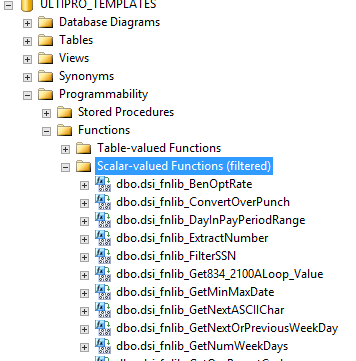 ULTIPRO_TEMPLATES
Database Diagrams
Tables
Views
Synonyms
Programmability
Stored Procedures
Functions
Table-valued Functions
Scalar-valued Functions (filtered)
dbo.dsi_fnlib_BenOptRate
dbo.dsi_fnlib_ConvertOverPunch
dbo.dsi_fnlib_DayInPayPeriodRange
dbo.dsi_fnlib_ExtractNumber
dbo.dsi_fnlib_FilterSSN
dbo.dsi_fnlib_Get834_2100ALoop_Value
dbo.dsi_fnlib_GetMinMaxDate
dbo.dsi_fnlib_GetNextASCIIChar
dbo.dsi_fnlib_GetNextOrPreviousWeekDay
dbo.dsi_fnlib_GetNumWeekDays